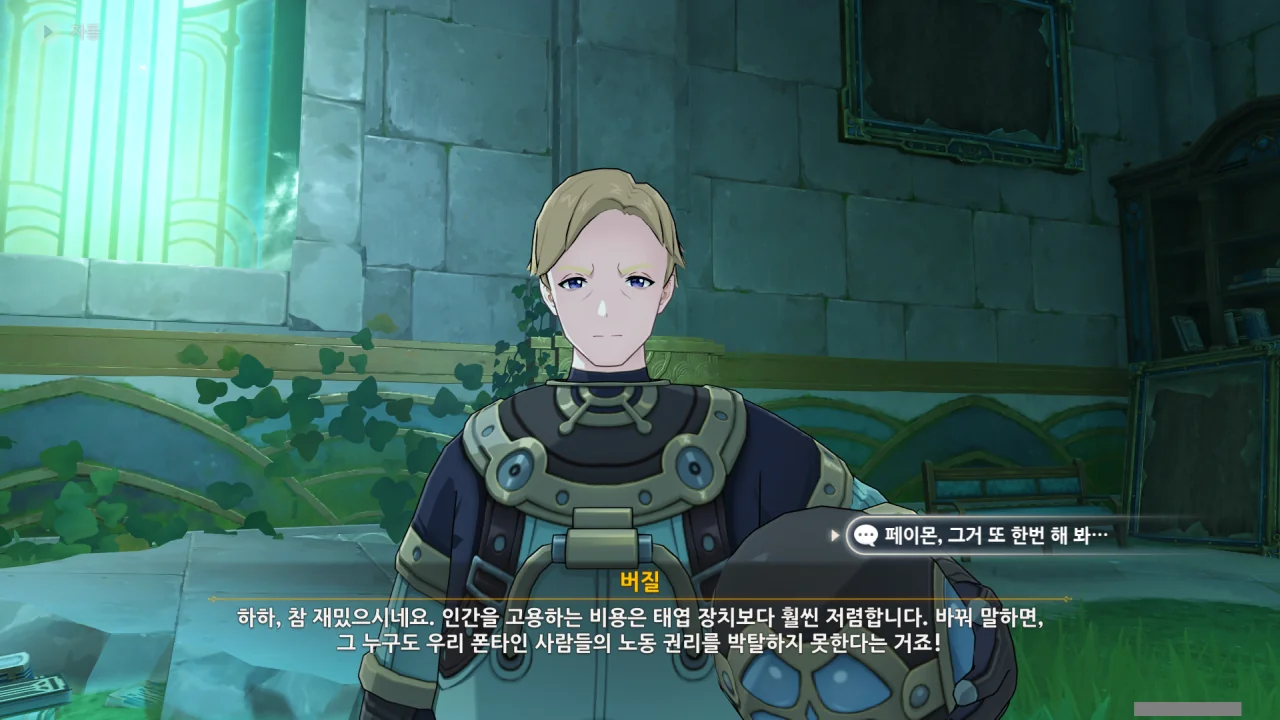 자동
페이몬, 그거 또 한번 해 봐…
버질
하하, 참 재밌으시네요. 인간을 고용하는 비용은 태엽 장치보다 훨씬 저렴합니다. 바꿔 말하면,
그 누구도 우리 폰타인 사람들의 노동 권리를 박탈하지 못한다는 거죠!